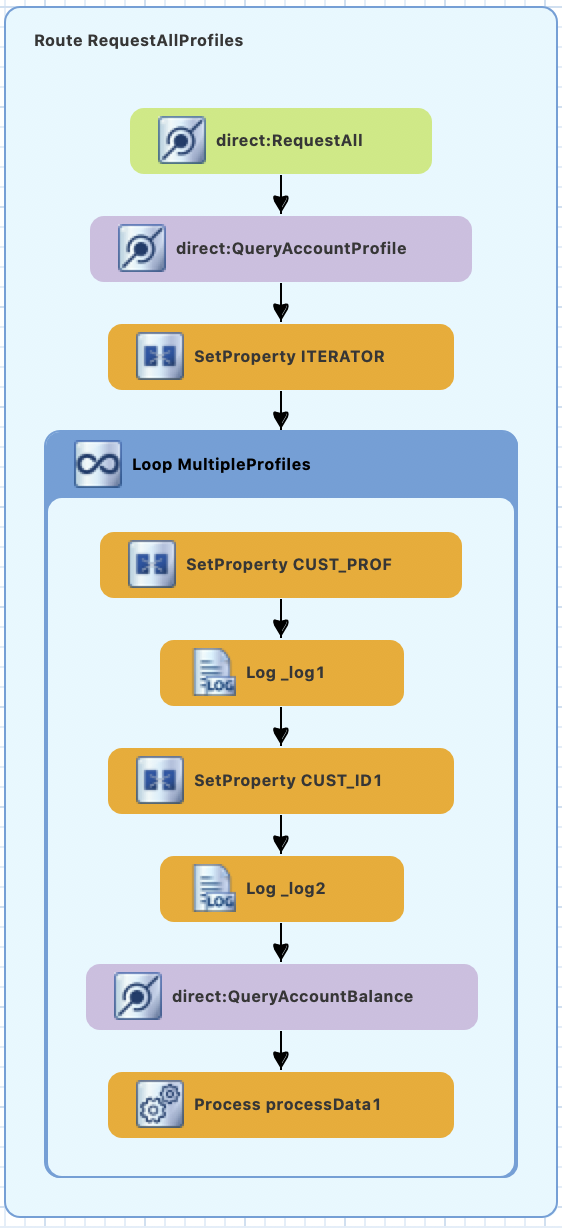 Route RequestAllProfiles
direct:RequestAll
direct:QueryAccountProfile
SetProperty ITERATOR
Loop MultipleProfiles
SetProperty CUST_PROF
LOG
Log _log1
SetProperty CUST_ID1
LOG
Log _log2
direct:QueryAccountBalance
Process processData1